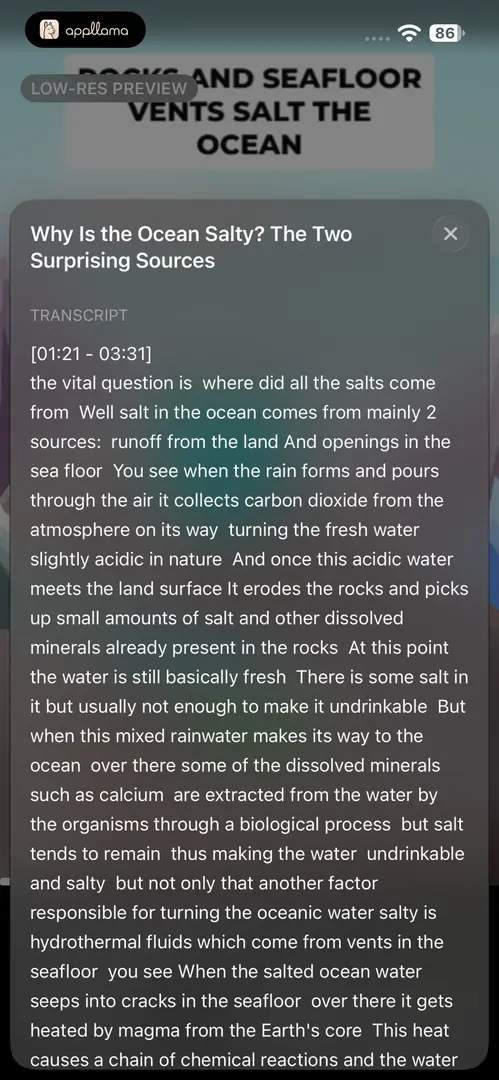 appllama
86
ROCKS AND SEAFLOOR
LOW-RES PREVIEW
VENTS SALT THE
OCEAN
Why Is the Ocean Salty? The Two
Surprising Sources
TRANSCRIPT
[01:21 - 03:31]
the vital question is  where did all the salts come
from  Well salt in the ocean comes from mainly 2
sources:  runoff from the land And openings in the
sea floor  You see when the rain forms and pours
through the air it collects carbon dioxide from the
atmosphere on its way  turning the fresh water
slightly acidic in nature  And once this acidic water
meets the land surface It erodes the rocks and picks
up small amounts of salt and other dissolved
minerals already present in the rocks  At this point
the water is still basically fresh  There is some salt in
it but usually not enough to make it undrinkable  But
when this mixed rainwater makes its way to the
ocean  over there some of the dissolved minerals
such as calcium  are extracted from the water by
the organisms through a biological process  but salt
tends to remain  thus making the water  undrinkable
and salty  but not only that another factor
responsible for turning the oceanic water salty is
hydrothermal fluids which come from vents in the
seafloor  you see When the salted ocean water
seeps into cracks in the seafloor  over there it gets
heated by magma from the Earth's core  This heat
causes a chain of chemical reactions and the water